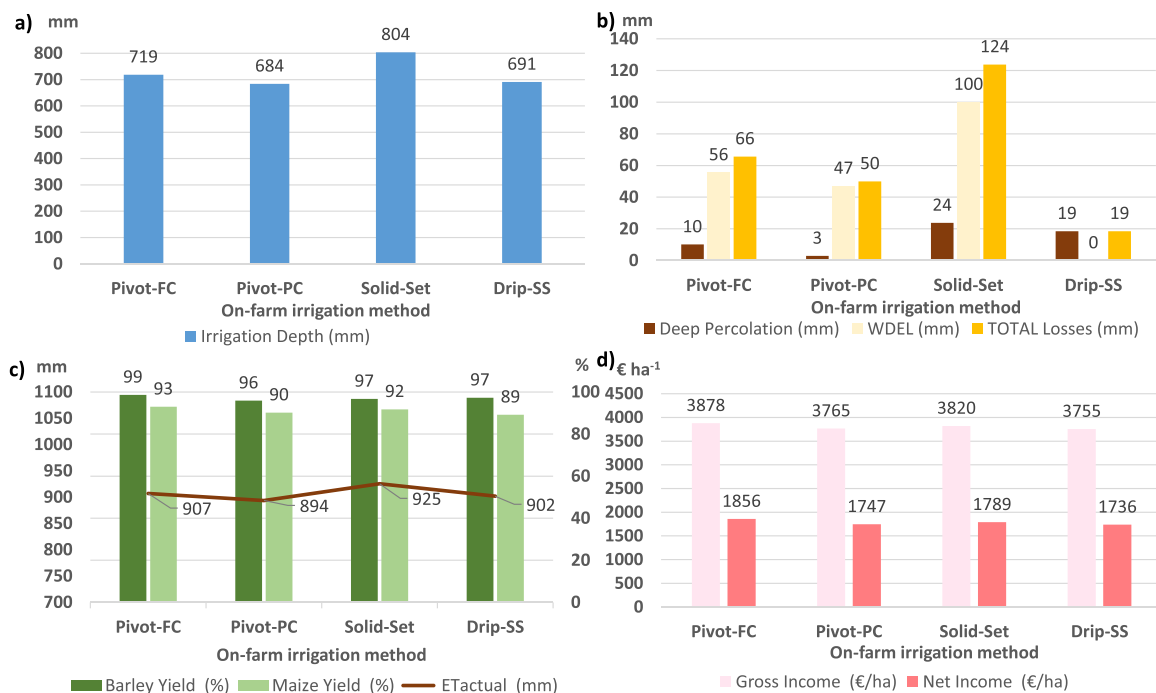 a)
mm
719
684
804
691
800
700
600
500
400
300
200
100
0
Pivot-FC Pivot-PC Solid-Set Drip-SS
On-farm irrigation method
Irrigation Depth (mm)
b)
mm
140
120
100
80
60
40
20
0
10 56 66
3 47 50
24 100 124
19 0 19
Pivot-FC Pivot-PC Solid-Set Drip-SS
On-farm irrigation method
Deep Percolation (mm) WDEL (mm) TOTAL Losses (mm)
c)
mm
%
1100
1050
1000
950
900
850
800
750
700
99 93
96 90
97 92
97 89
907
894
925
902
100
80
60
40
20
0
Pivot-FC Pivot-PC Solid-Set Drip-SS
On-farm irrigation method
Barley Yield (%) Maize Yield (%) ETactual (mm)
d)
€ ha⁻¹
4500
4000
3500
3000
2500
2000
1500
1000
500
0
3878 1856
3765 1747
3820 1789
3755 1736
Pivot-FC Pivot-PC Solid-Set Drip-SS
On-farm irrigation method
Gross Income (€/ha) Net Income (€/ha)